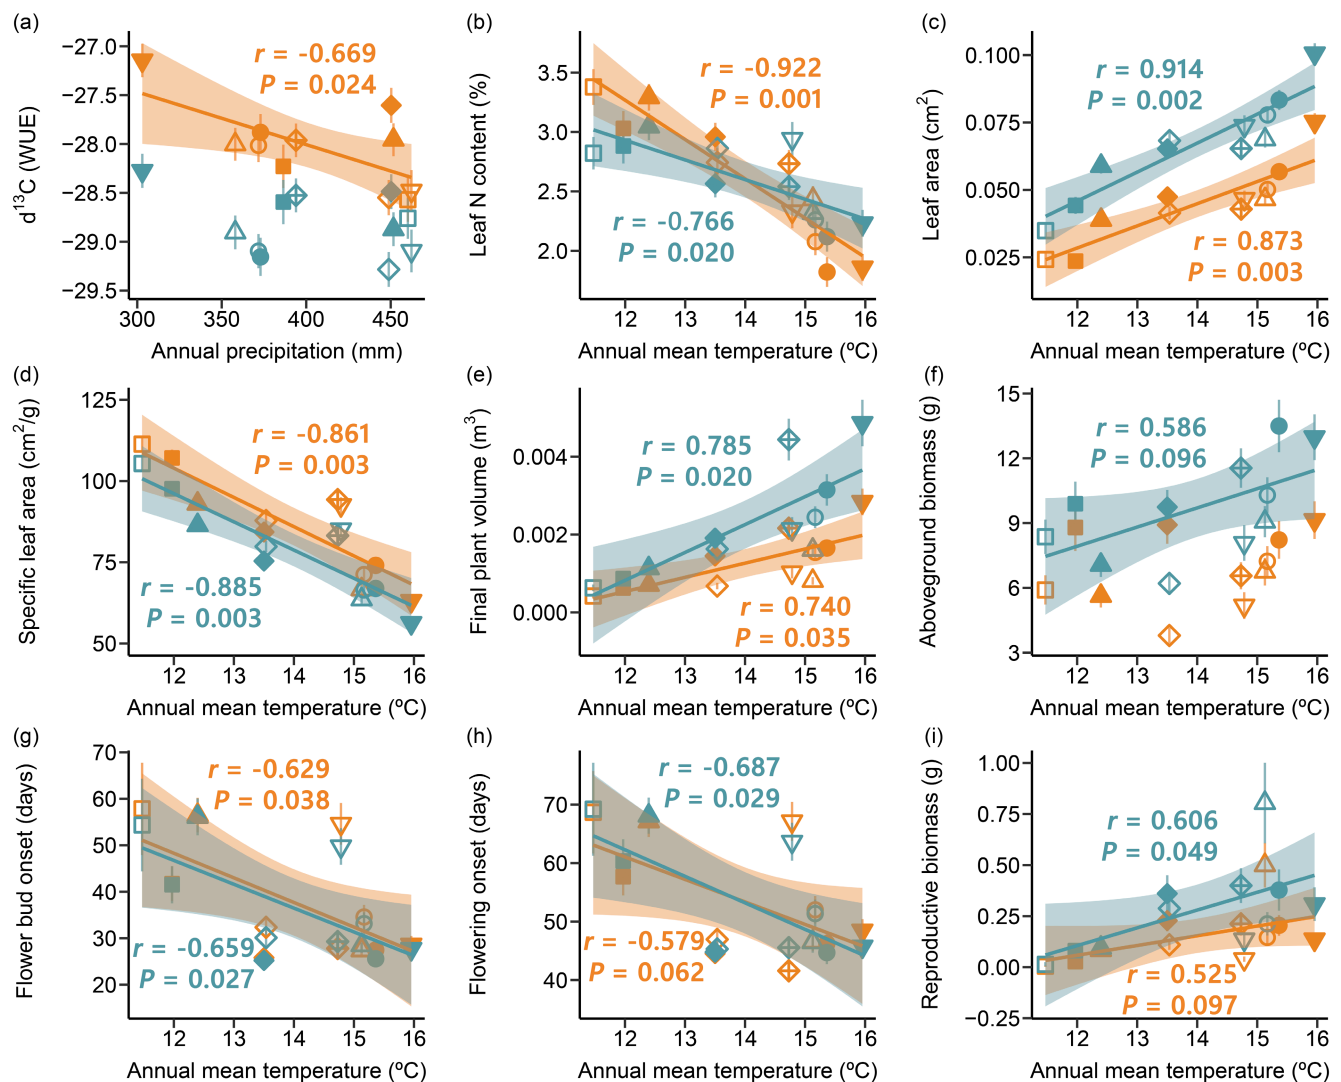 (a)
−27.0
−27.5
−28.0
−28.5
−29.0
−29.5
d¹³C (WUE)
r = -0.669
P = 0.024
300
350
400
450
Annual precipitation (mm)
(b)
3.5
3.0
2.5
2.0
Leaf N content (%)
r = -0.922
P = 0.001
r = -0.766
P = 0.020
12
13
14
15
16
Annual mean temperature (ºC)
(c)
0.100
0.075
0.050
0.025
Leaf area (cm²)
r = 0.914
P = 0.002
r = 0.873
P = 0.003
12
13
14
15
16
Annual mean temperature (ºC)
(d)
125
100
75
50
Specific leaf area (cm²/g)
r = -0.861
P = 0.003
r = -0.885
P = 0.003
12
13
14
15
16
Annual mean temperature (ºC)
(e)
0.004
0.002
0.000
Final plant volume (m³)
r = 0.785
P = 0.020
r = 0.740
P = 0.035
12
13
14
15
16
Annual mean temperature (ºC)
(f)
15
12
9
6
3
Aboveground biomass (g)
r = 0.586
P = 0.096
12
13
14
15
16
Annual mean temperature (ºC)
(g)
70
60
50
40
30
20
Flower bud onset (days)
r = -0.629
P = 0.038
r = -0.659
P = 0.027
12
13
14
15
16
Annual mean temperature (ºC)
(h)
70
60
50
40
Flowering onset (days)
r = -0.687
P = 0.029
r = -0.579
P = 0.062
12
13
14
15
16
Annual mean temperature (ºC)
(i)
1.00
0.75
0.50
0.25
0.00
−0.25
Reproductive biomass (g)
r = 0.606
P = 0.049
r = 0.525
P = 0.097
12
13
14
15
16
Annual mean temperature (ºC)